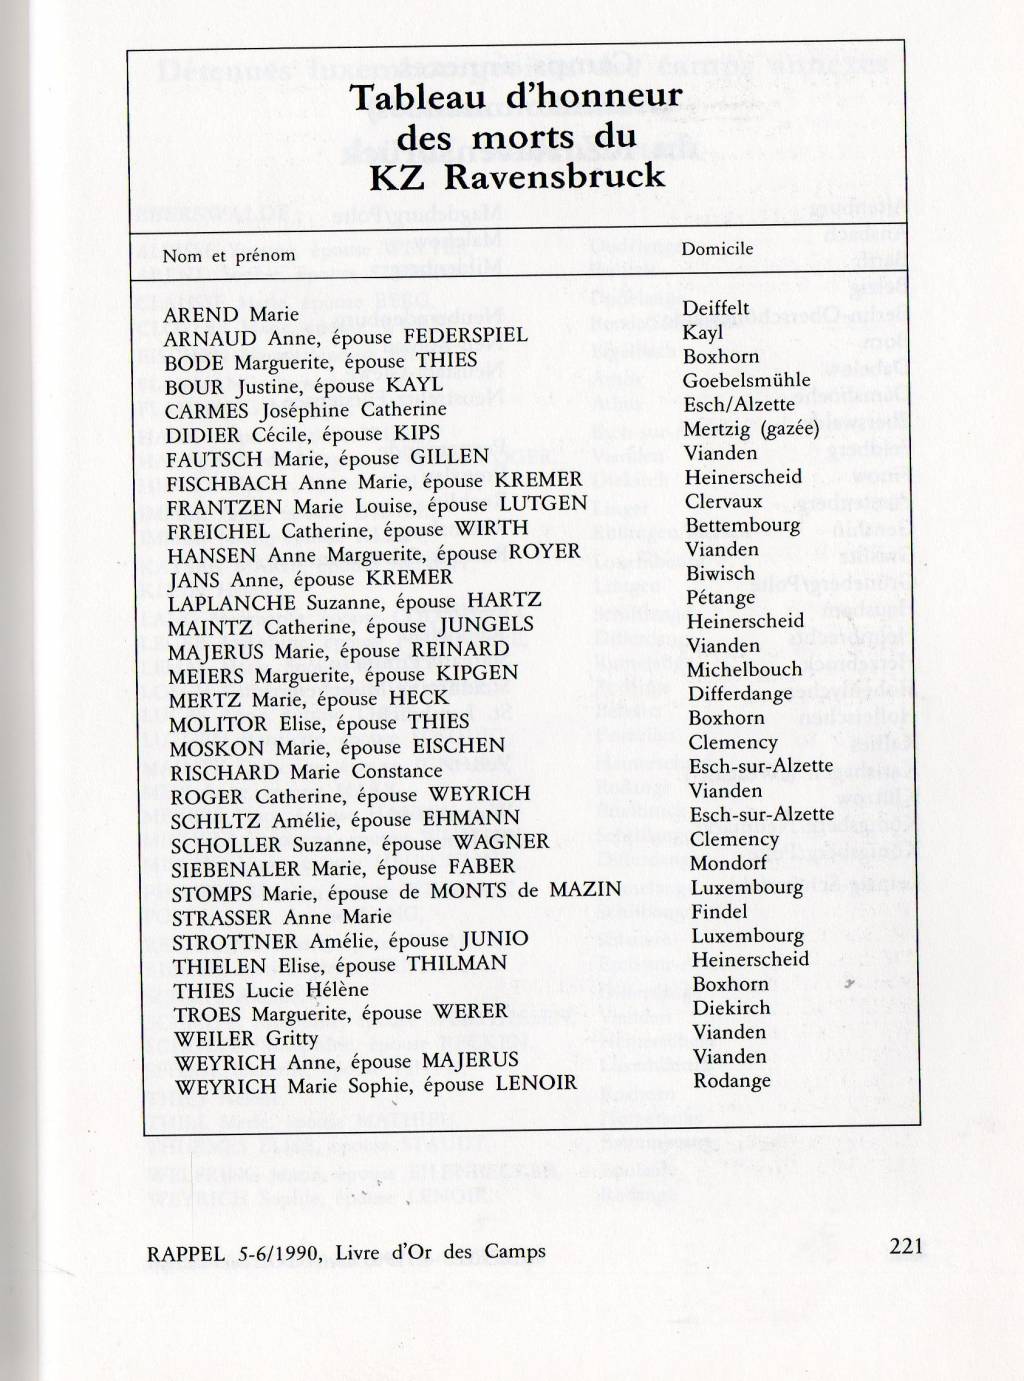 Tableau d'honneur
des morts du
KZ Ravensbruck
Nom et prénom Domicile
AREND Marie Deiffelt
ARNAUD Anne, épouse FEDERSPIEL Kayl
BODE Marguerite, épouse THIES Boxhorn
BOUR Justine, épouse KAYL Goebelsmühle
CARMES Joséphine Catherine Esch/Alzette
DIDIER Cécile, épouse KIPS Mertzig (gazée)
FAUTSCH Marie, épouse GILLEN Vianden
FISCHBACH Anne Marie, épouse KREMER Heinerscheid
FRANTZEN Marie Louise, épouse LUTGEN Clervaux
FREICHEL Catherine, épouse WIRTH Bettembourg
HANSEN Anne Marguerite, épouse ROYER Vianden
JANS Anne, épouse KREMER Biwisch
LAPLANCHE Suzanne, épouse HARTZ Pétange
MAINTZ Catherine, épouse JUNGELS Heinerscheid
MAJERUS Marie, épouse REINARD Vianden
MEIERS Marguerite, épouse KIPGEN Michelbouch
MERTZ Marie, épouse HECK Differdange
MOLITOR Elise, épouse THIES Boxhorn
MOSKON Marie, épouse EISCHEN Clemency
RISCHARD Marie Constance Esch-sur-Alzette
ROGER Catherine, épouse WEYRICH Vianden
SCHILTZ Amélie, épouse EHMANN Esch-sur-Alzette
SCHOLLER Suzanne, épouse WAGNER Clemency
SIEBENALER Marie, épouse FABER Mondorf
STOMPS Marie, épouse de MONTS de MAZIN Luxembourg
STRASSER Anne Marie Findel
STROTTNER Amélie, épouse JUNIO Luxembourg
THIELEN Elise, épouse THILMAN Heinerscheid
THIES Lucie Hélène Boxhorn
TROES Marguerite, épouse WERER Diekirch
WEILER Gritty Vianden
WEYRICH Anne, épouse MAJERUS Vianden
WEYRICH Marie Sophie, épouse LENOIR Rodange
RAPPEL 5-6/1990, Livre d'Or des Camps 221